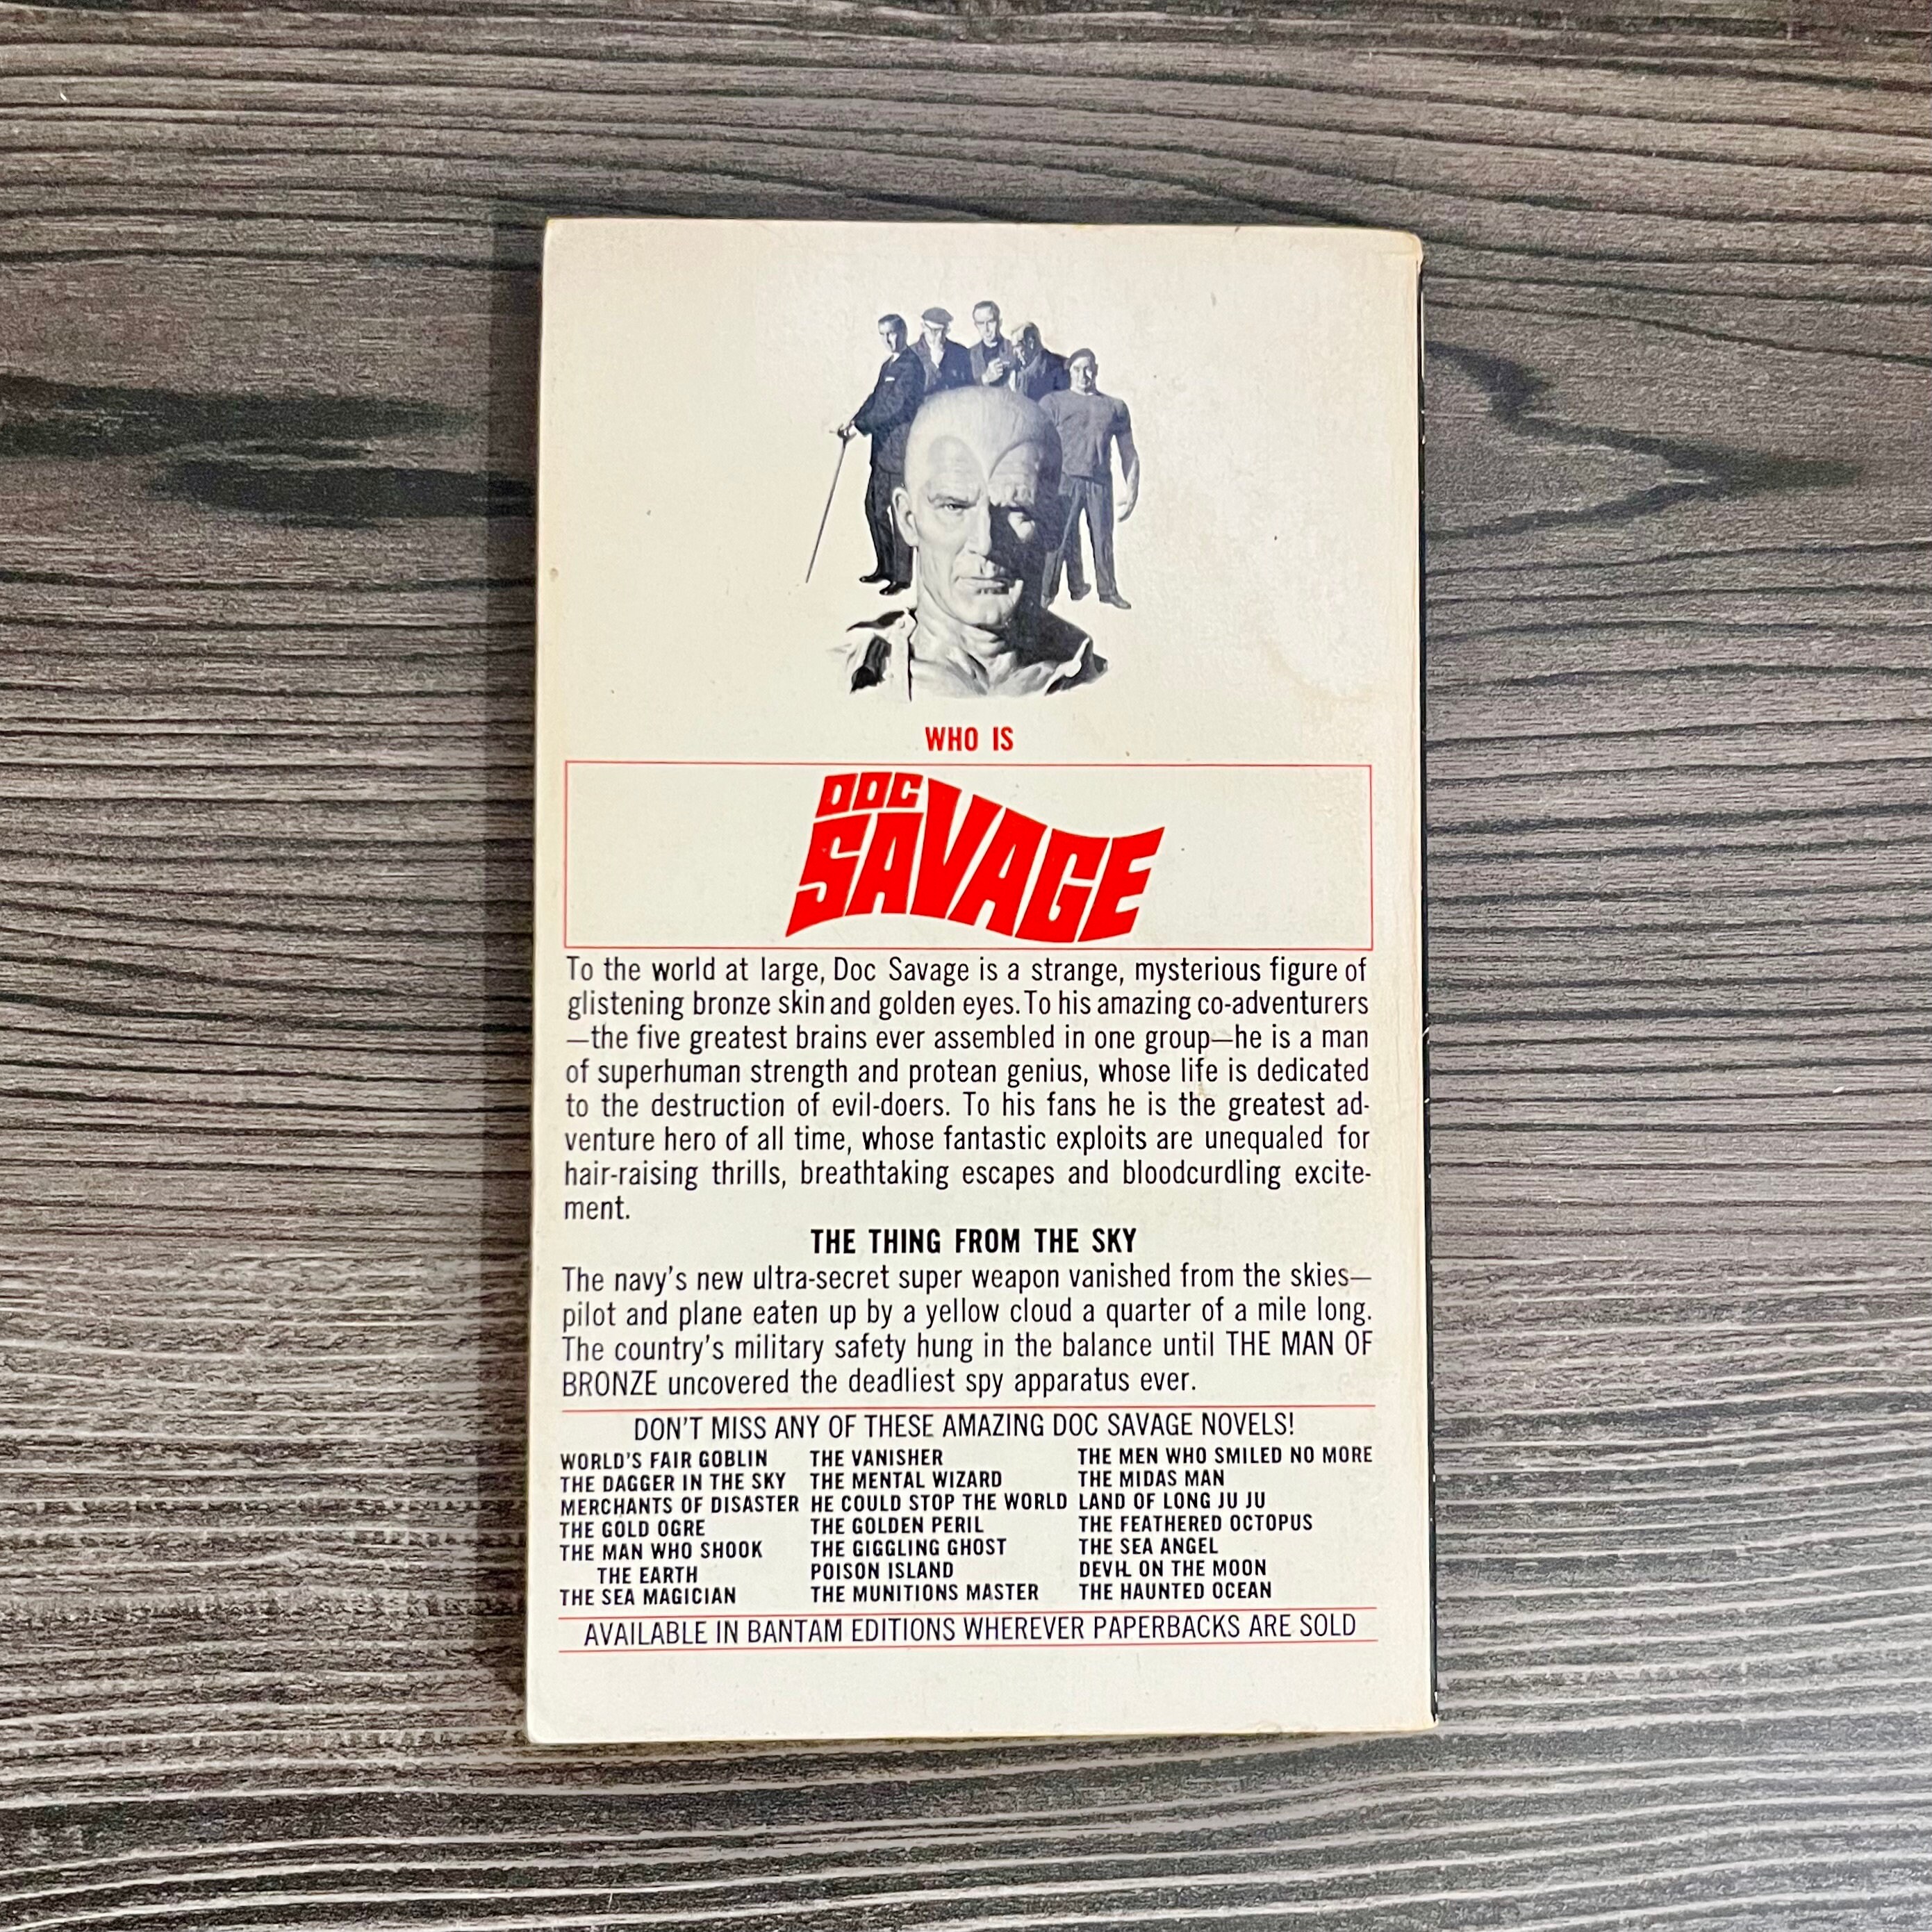 WHO IS
DOC
SAVAGE
To the world at large, Doc Savage is a strange, mysterious figure of
glistening bronze skin and golden eyes. To his amazing co-adventurers
—the five greatest brains ever assembled in one group—he is a man
of superhuman strength and protean genius, whose life is dedicated
to the destruction of evil-doers. To his fans he is the greatest ad-
venture hero of all time, whose fantastic exploits are unequaled for
hair-raising thrills, breathtaking escapes and bloodcurdling excite-
ment.
THE THING FROM THE SKY
The navy's new ultra-secret super weapon vanished from the skies—
pilot and plane eaten up by a yellow cloud a quarter of a mile long.
The country's military safety hung in the balance until THE MAN OF
BRONZE uncovered the deadliest spy apparatus ever.
DON'T MISS ANY OF THESE AMAZING DOC SAVAGE NOVELS!
WORLD'S FAIR GOBLIN
THE DAGGER IN THE SKY
MERCHANTS OF DISASTER
THE GOLD OGRE
THE MAN WHO SHOOK
THE EARTH
THE SEA MAGICIAN
THE VANISHER
THE MENTAL WIZARD
HE COULD STOP THE WORLD
THE GOLDEN PERIL
THE GIGGLING GHOST
POISON ISLAND
THE MUNITIONS MASTER
THE MEN WHO SMILED NO MORE
THE MIDAS MAN
LAND OF LONG JU JU
THE FEATHERED OCTOPUS
THE SEA ANGEL
DEVIL ON THE MOON
THE HAUNTED OCEAN
AVAILABLE IN BANTAM EDITIONS WHEREVER PAPERBACKS ARE SOLD